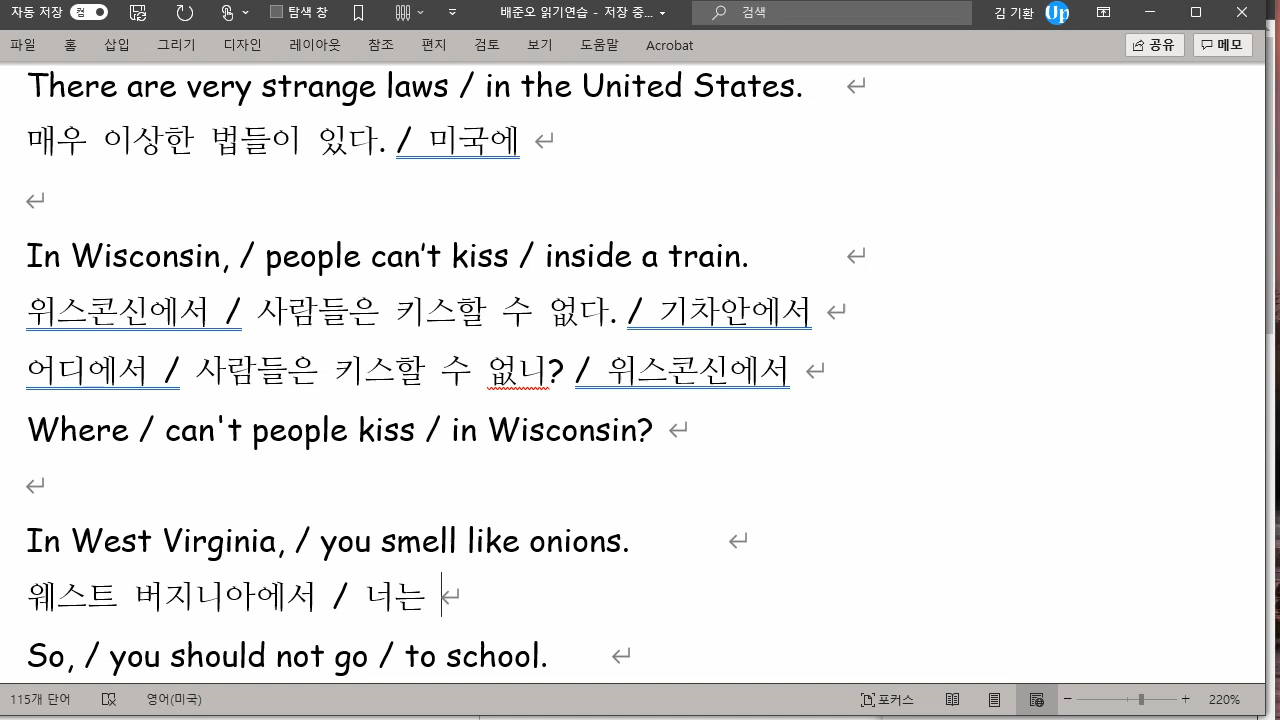 자동 저장 컴 탐색 창 배준오 읽기연습 - 저장 중... 검색 김 기환 Up
파일 홈 삽입 그리기 디자인 레이아웃 참조 편지 검토 보기 도움말 Acrobat 공유 메모
There are very strange laws / in the United States.
매우 이상한 법들이 있다. / 미국에
In Wisconsin, / people can’t kiss / inside a train.
위스콘신에서 / 사람들은 키스할 수 없다. / 기차안에서
어디에서 / 사람들은 키스할 수 없니? / 위스콘신에서
Where / can't people kiss / in Wisconsin?
In West Virginia, / you smell like onions.
웨스트 버지니아에서 / 너는
So, / you should not go / to school.
115개 단어 영어(미국) 포커스 220%